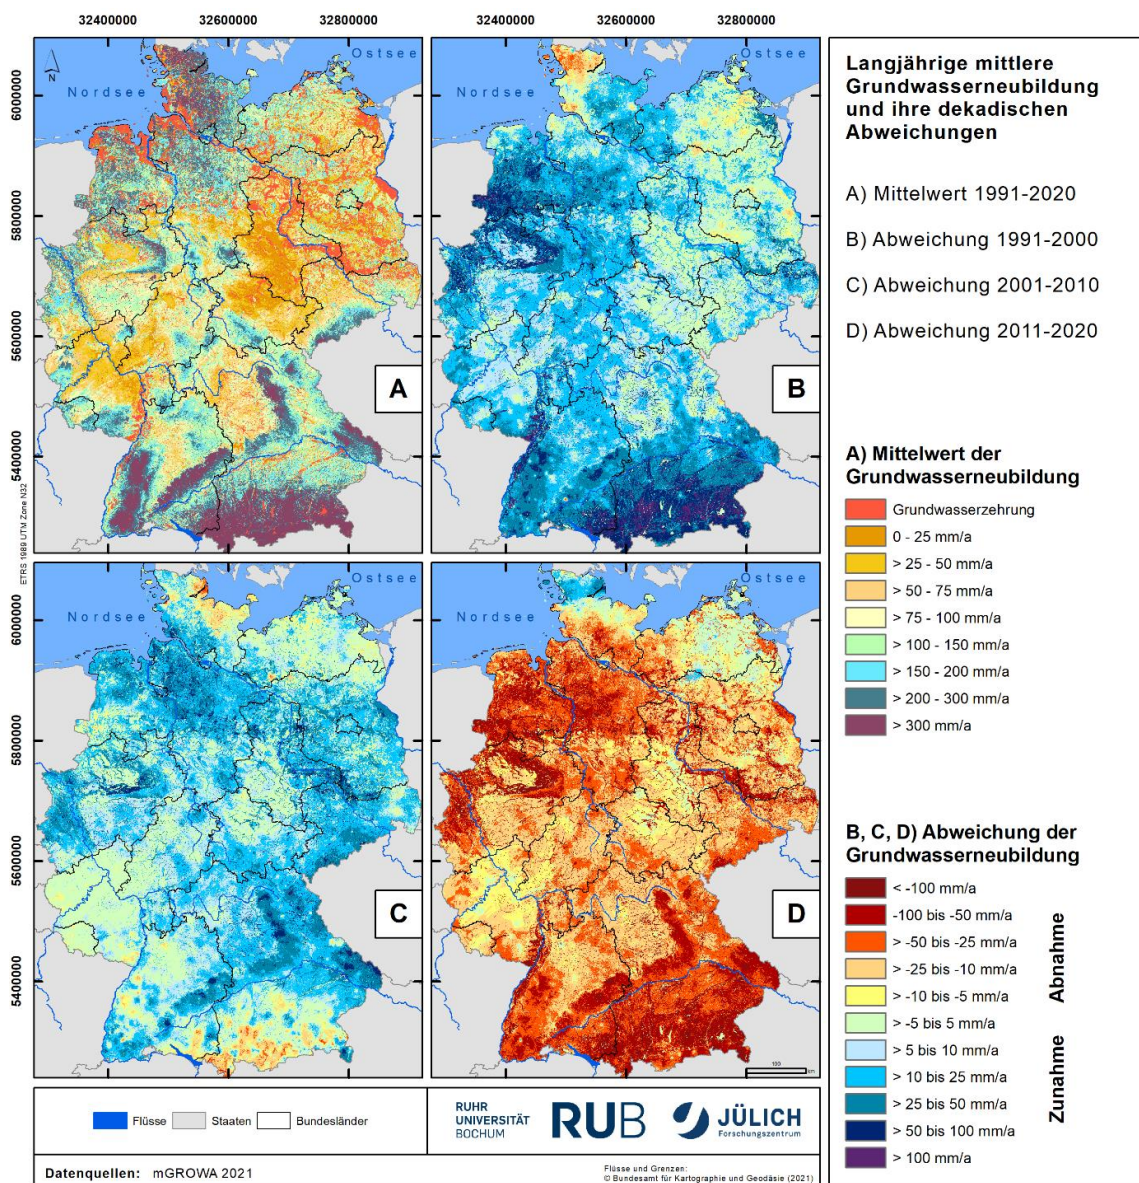 32400000 32600000 32800000 32400000 32600000 32800000
N
Nordsee
Ostsee
A
Nordsee
Ostsee
B
6000000
5800000
5600000
5400000
ETRS 1989 UTM Zone N32
Nordsee
Ostsee
C
Nordsee
Ostsee
D
6000000
5800000
5600000
5400000
100
km
Langjährige mittlere
Grundwasserneubildung
und ihre dekadischen
Abweichungen
A) Mittelwert 1991-2020
B) Abweichung 1991-2000
C) Abweichung 2001-2010
D) Abweichung 2011-2020
A) Mittelwert der
Grundwasserneubildung
Grundwasserzehrung
0 - 25 mm/a
> 25 - 50 mm/a
> 50 - 75 mm/a
> 75 - 100 mm/a
> 100 - 150 mm/a
> 150 - 200 mm/a
> 200 - 300 mm/a
> 300 mm/a
B, C, D) Abweichung der
Grundwasserneubildung
< -100 mm/a
-100 bis -50 mm/a
> -50 bis -25 mm/a
> -25 bis -10 mm/a
> -10 bis -5 mm/a
> -5 bis 5 mm/a
> 5 bis 10 mm/a
> 10 bis 25 mm/a
> 25 bis 50 mm/a
> 50 bis 100 mm/a
> 100 mm/a
Abnahme
Zunahme
Flüsse Staaten Bundesländer
RUHR
UNIVERSITÄT
BOCHUM
RUB
JÜLICH
Forschungszentrum
Datenquellen: mGROWA 2021
Flüsse und Grenzen:
© Bundesamt für Kartographie und Geodäsie (2021)